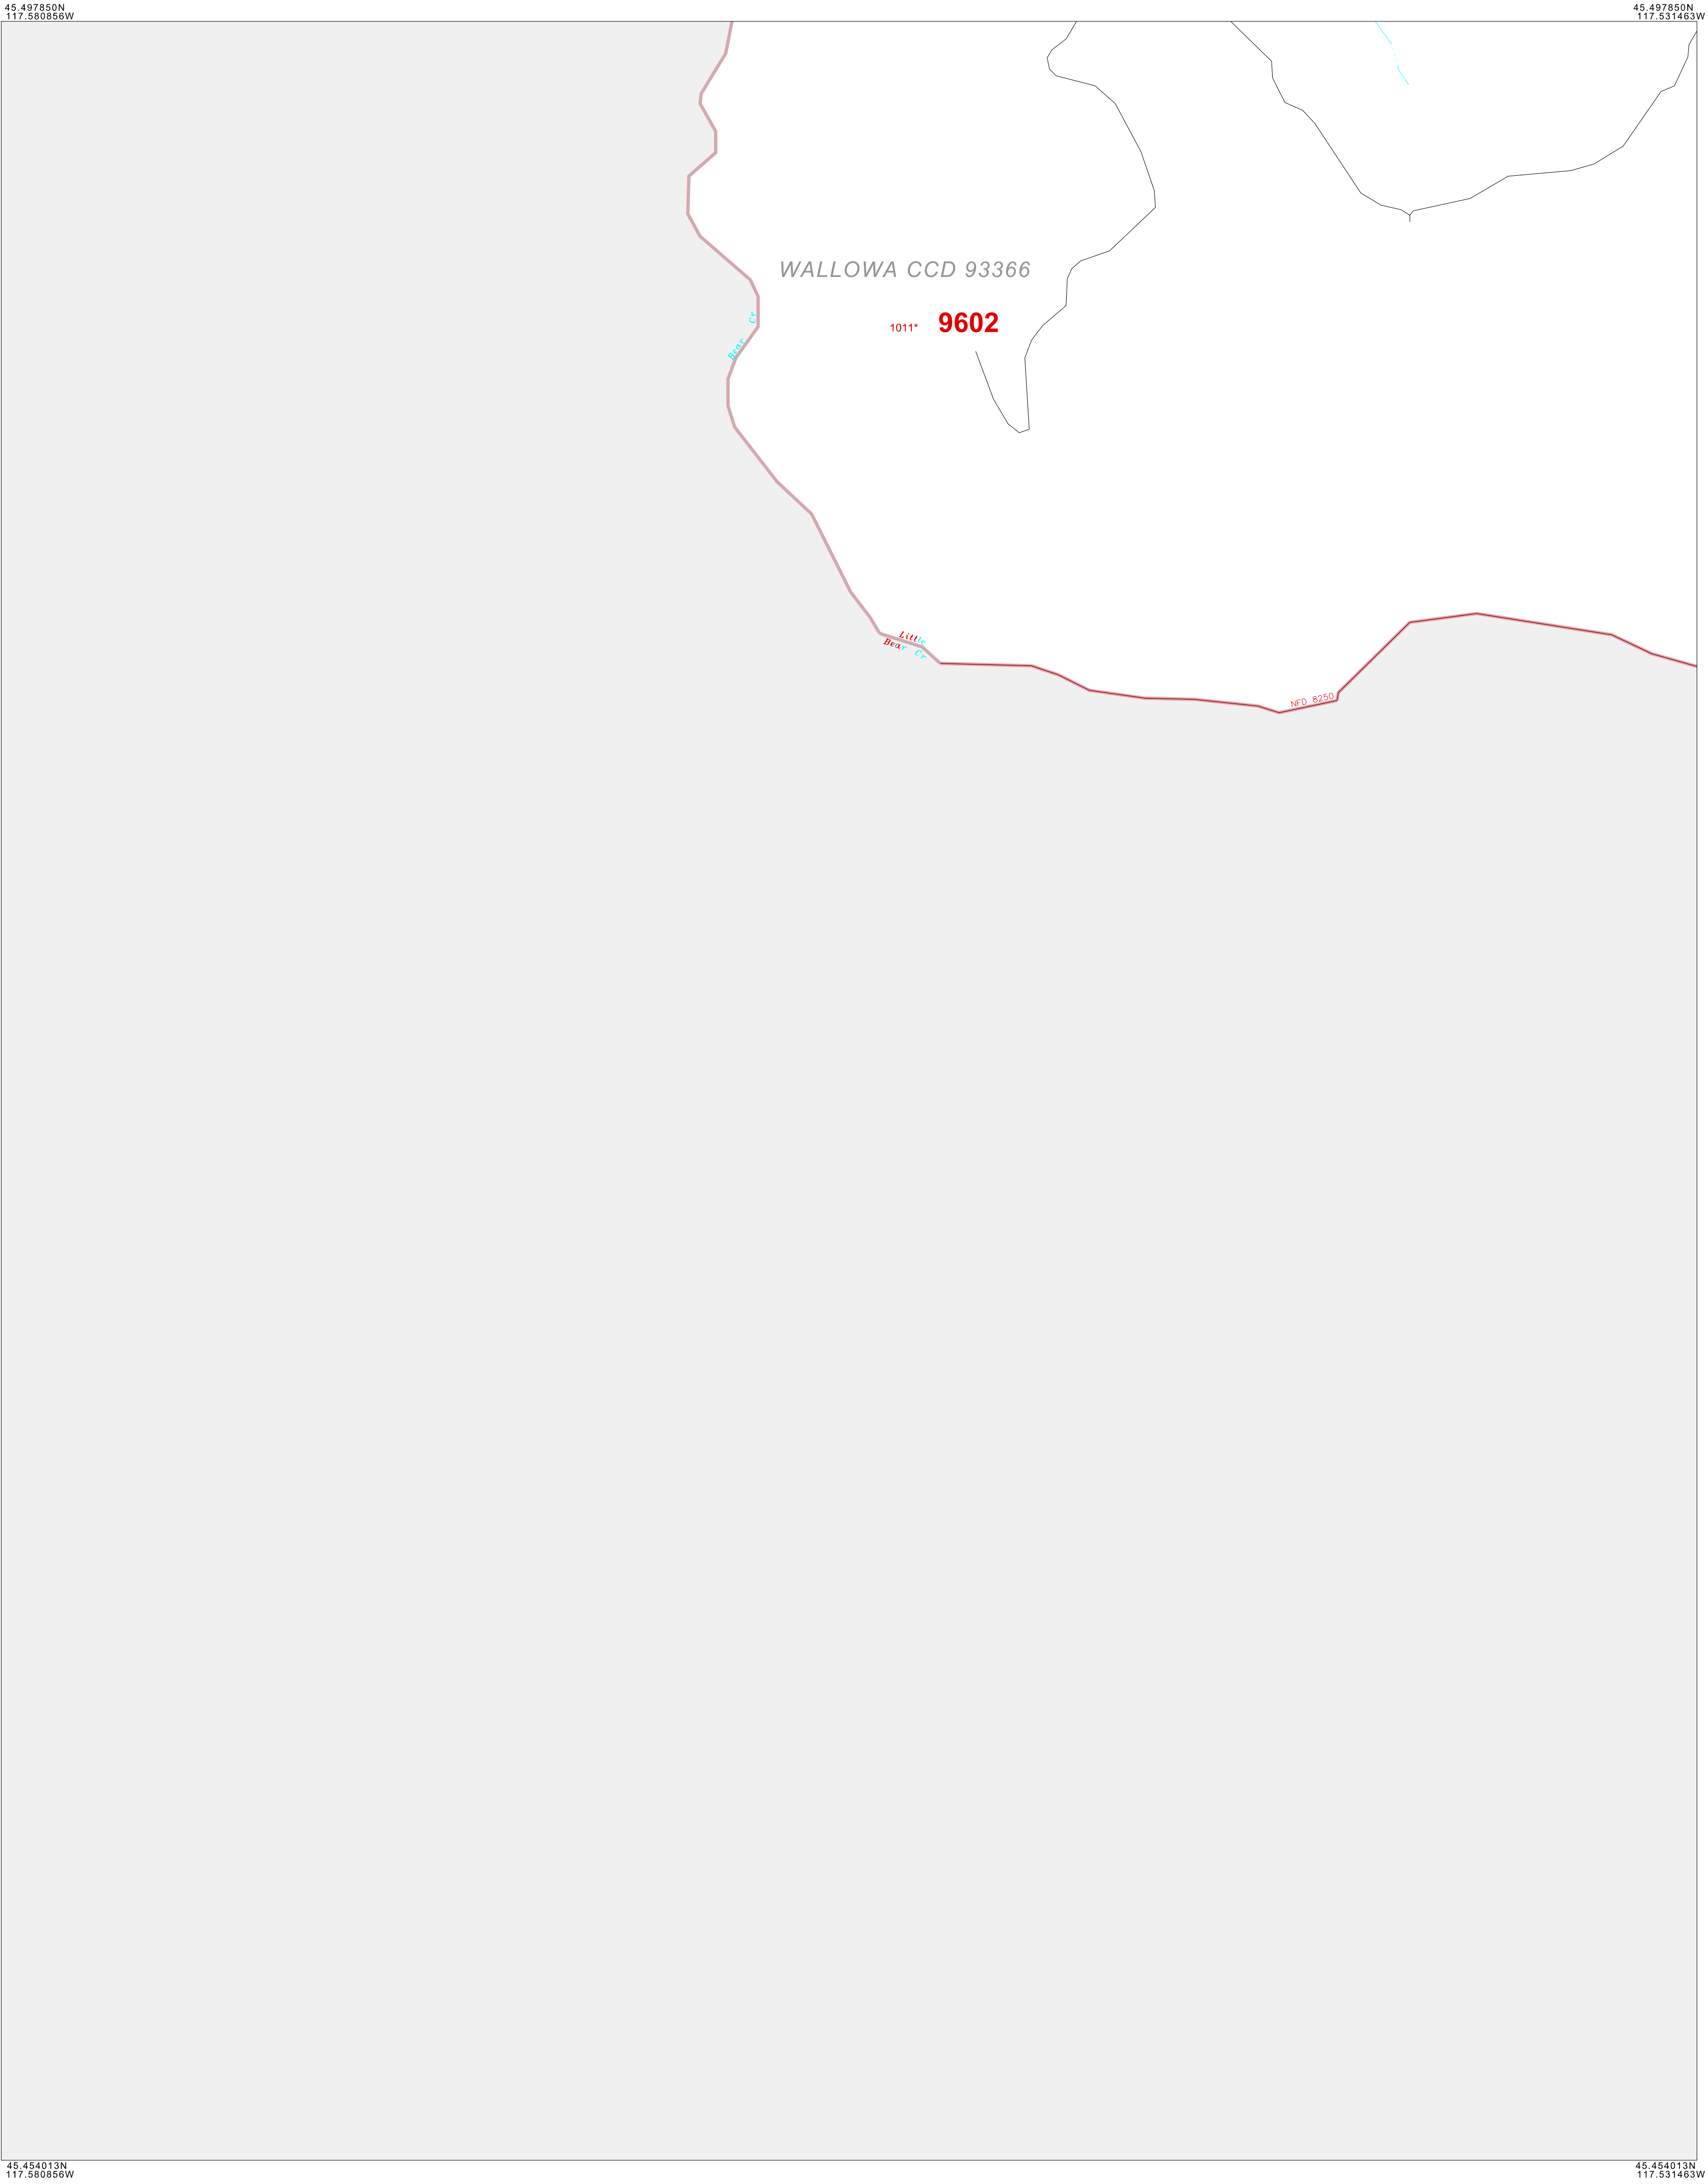 45.497850N
117.580856W
45.497850N
117.531463W
WALLOWA CCD 93366
1011* 9602
Bear Cr
Little
Bear Cr
NFD 8250
45.454013N
117.580856W
45.454013N
117.531463W